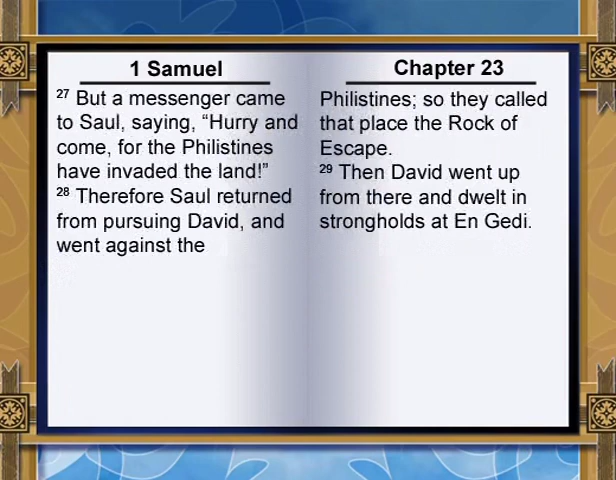 1 Samuel
27 But a messenger came
to Saul, saying, “Hurry and
come, for the Philistines
have invaded the land!”
28 Therefore Saul returned
from pursuing David, and
went against the
Chapter 23
Philistines; so they called
that place the Rock of
Escape.
29 Then David went up
from there and dwelt in
strongholds at En Gedi.